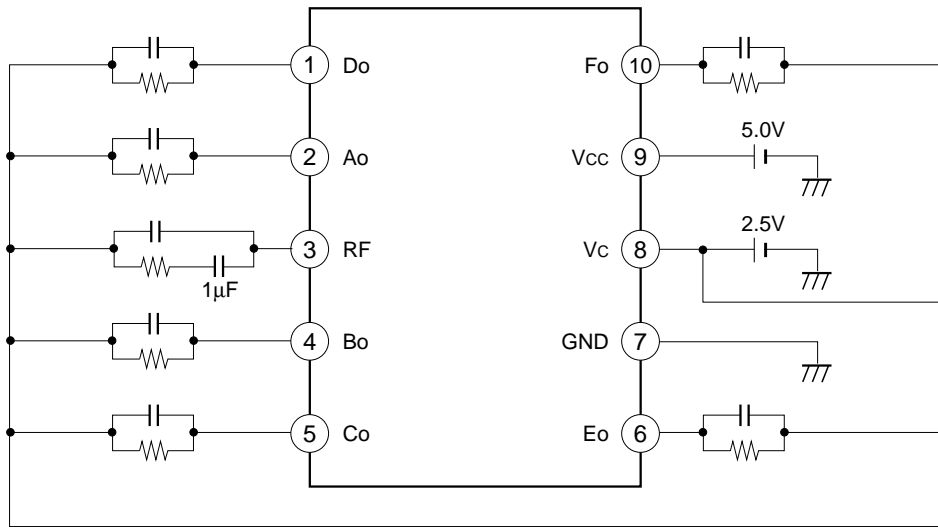 1 Do
2 Ao
3 RF
1μF
4 Bo
5 Co
Fo 10
5.0V
Vcc 9
2.5V
Vc 8
GND 7
Eo 6